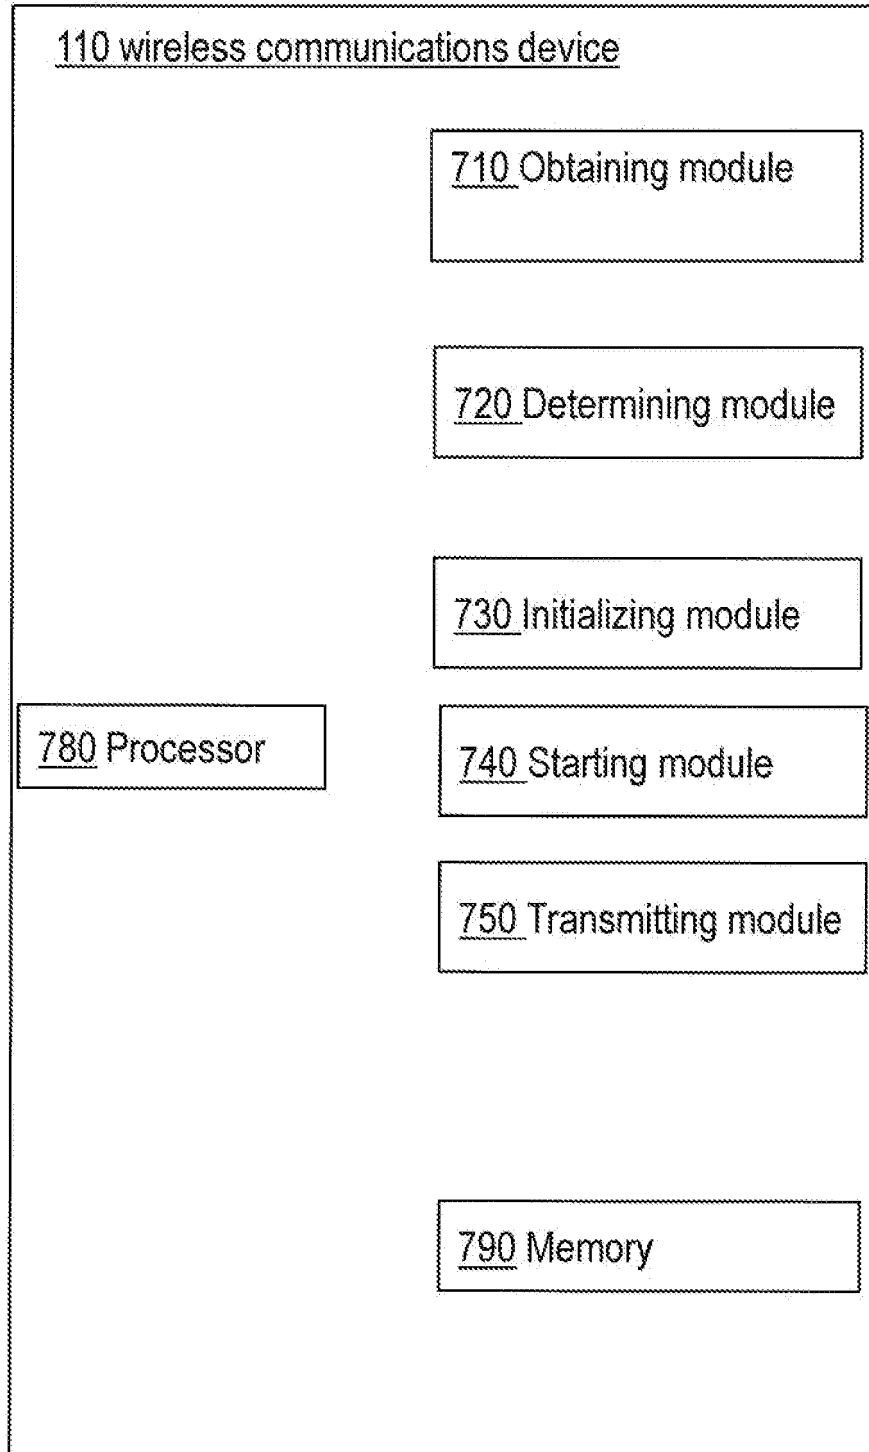 110 wireless communications device
710 Obtaining module
720 Determining module
730 Initializing module
780 Processor
740 Starting module
750 Transmitting module
790 Memory